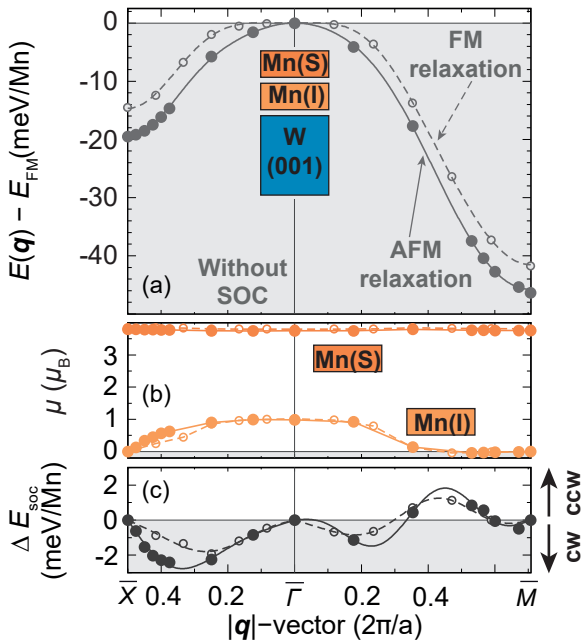 E(q) − E_FM (meV/Mn)
0
-10
-20
-30
-40
Mn(S)
Mn(I)
W
(001)
FM
relaxation
AFM
relaxation
Without
SOC
(a)
μ (μ_B)
3
2
1
0
Mn(S)
Mn(I)
(b)
Δ E_soc
(meV/Mn)
2
0
-2
(c)
ccw
cw
X̅ 0.4 0.2 Γ̅ 0.2 0.4 M̅
|q|−vector (2π/a)